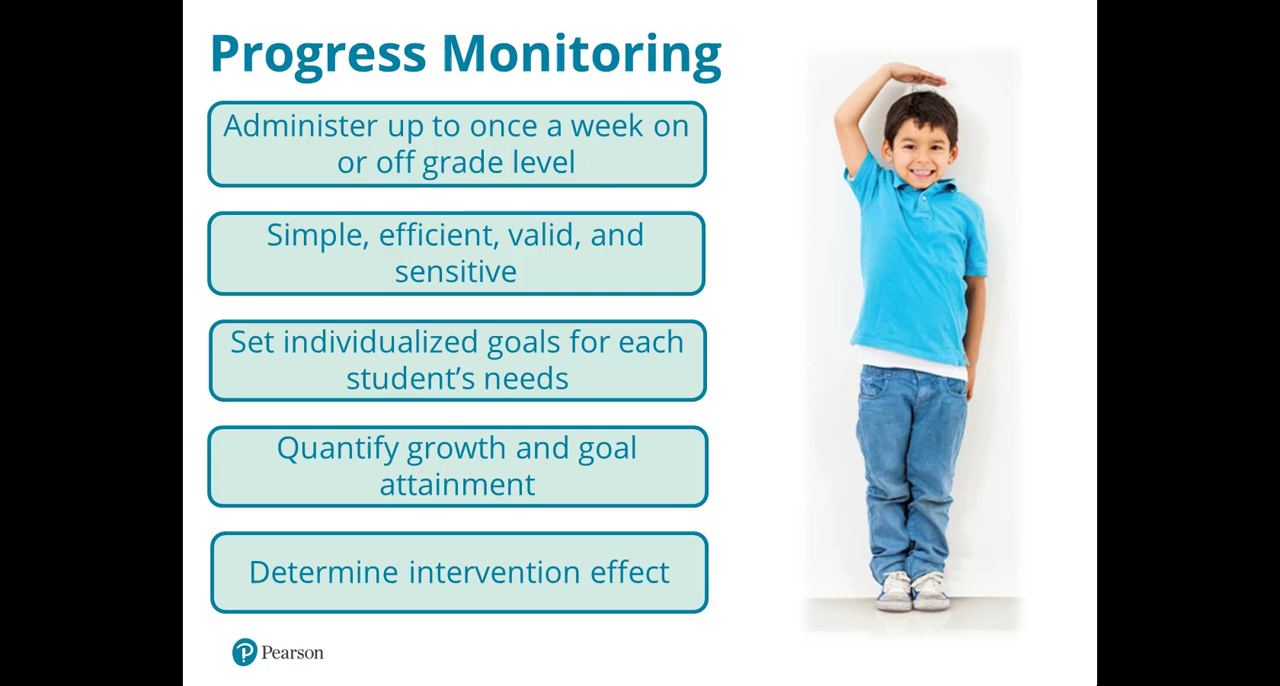 Progress Monitoring
Administer up to once a week on
or off grade level
Simple, efficient, valid, and
sensitive
Set individualized goals for each
student’s needs
Quantify growth and goal
attainment
Determine intervention effect
Pearson